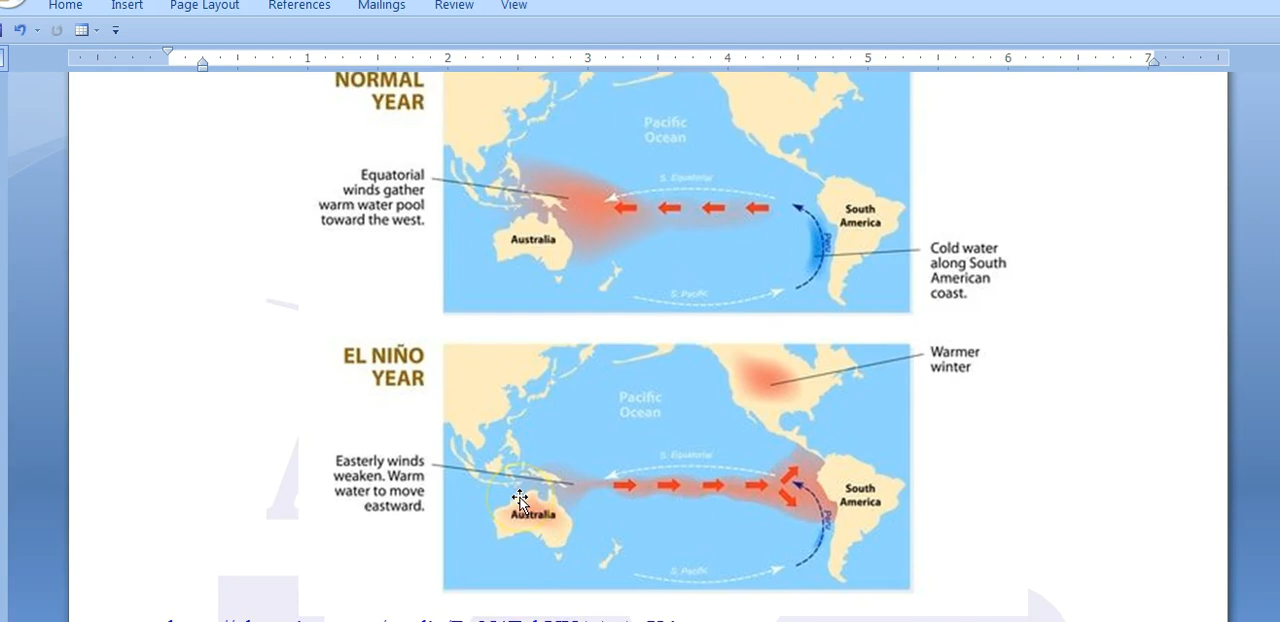 Home Insert Page Layout References Mailings Review View
1 2 3 4 5 6 7
NORMAL
YEAR
Pacific
Ocean
Equatorial
winds gather
warm water pool
toward the west.
S. Equatorial
South
America
Australia
Peru
Cold water
along South
American
coast.
S. Pacific
EL NIÑO
YEAR
Warmer
winter
Pacific
Ocean
Easterly winds
weaken. Warm
water to move
eastward.
S. Equatorial
South
America
Australia
Peru
S. Pacific